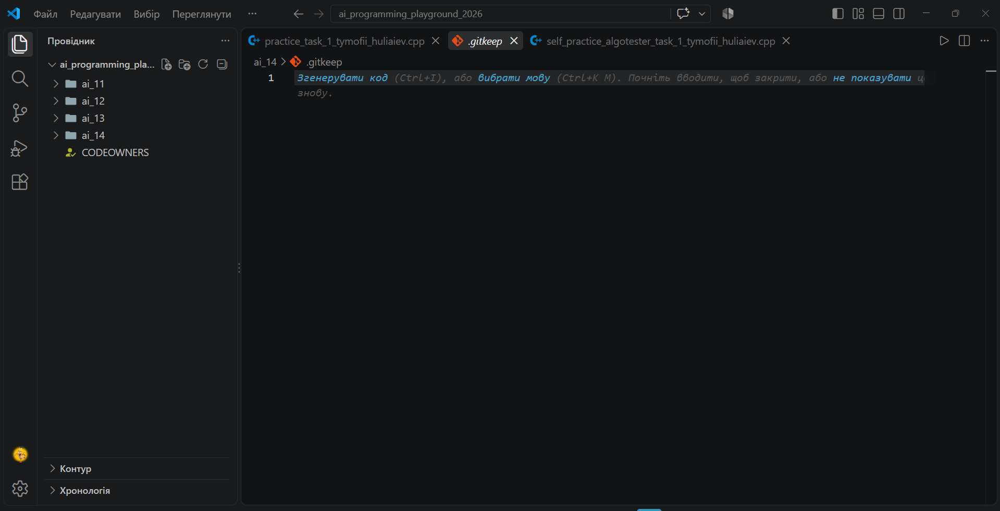 Файл Редагувати Вибір Переглянути ··· ai_programming_playground_2026
Провідник
ai_programming_pla...
ai_11
ai_12
ai_13
ai_14
CODEOWNERS
Контур
Хронологія
practice_task_1_tymofii_huliaiev.cpp .gitkeep self_practice_algotester_task_1_tymofii_huliaiev.cpp
ai_14 > .gitkeep
1 Згенерувати код (Ctrl+I), або вибрати мову (Ctrl+K M). Почніть вводити, щоб закрити, або не показувати це
знову.